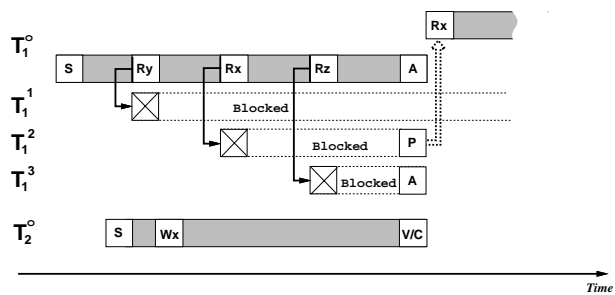 Rx
T₁° S Ry Rx Rz A
T₁¹ Blocked
T₁² Blocked P
T₁³ Blocked A
T₂° S Wx V/C
Time